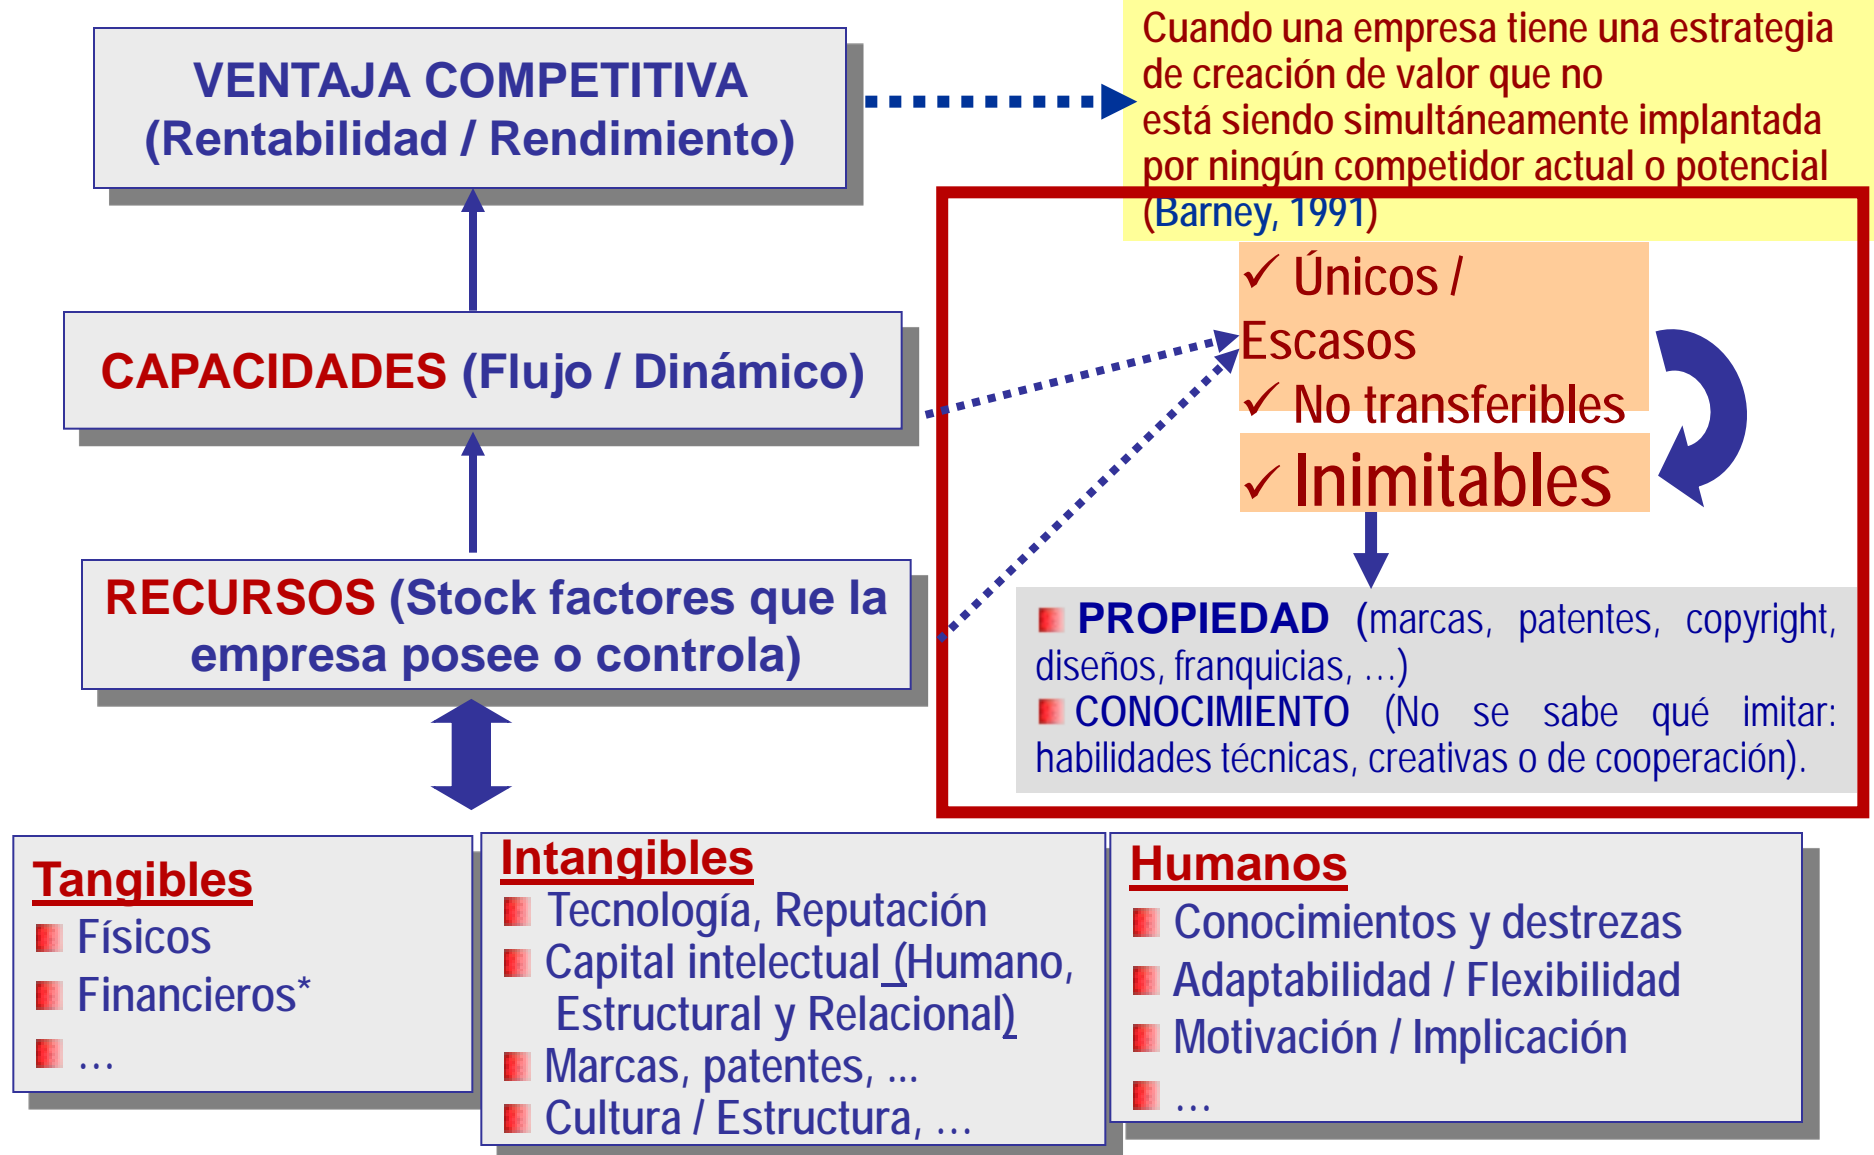 VENTAJA COMPETITIVA
(Rentabilidad / Rendimiento)
Cuando una empresa tiene una estrategia
de creación de valor que no
está siendo simultáneamente implantada
por ningún competidor actual o potencial
(Barney, 1991)
✓ Únicos /
Escasos
✓ No transferibles
✓ Inimitables
CAPACIDADES (Flujo / Dinámico)
RECURSOS (Stock factores que la
empresa posee o controla)
PROPIEDAD (marcas, patentes, copyright,
diseños, franquicias, …)
CONOCIMIENTO (No se sabe qué imitar:
habilidades técnicas, creativas o de cooperación).
Tangibles
Físicos
Financieros*
…
Intangibles
Tecnología, Reputación
Capital intelectual (Humano,
Estructural y Relacional)
Marcas, patentes, ...
Cultura / Estructura, …
Humanos
Conocimientos y destrezas
Adaptabilidad / Flexibilidad
Motivación / Implicación
…